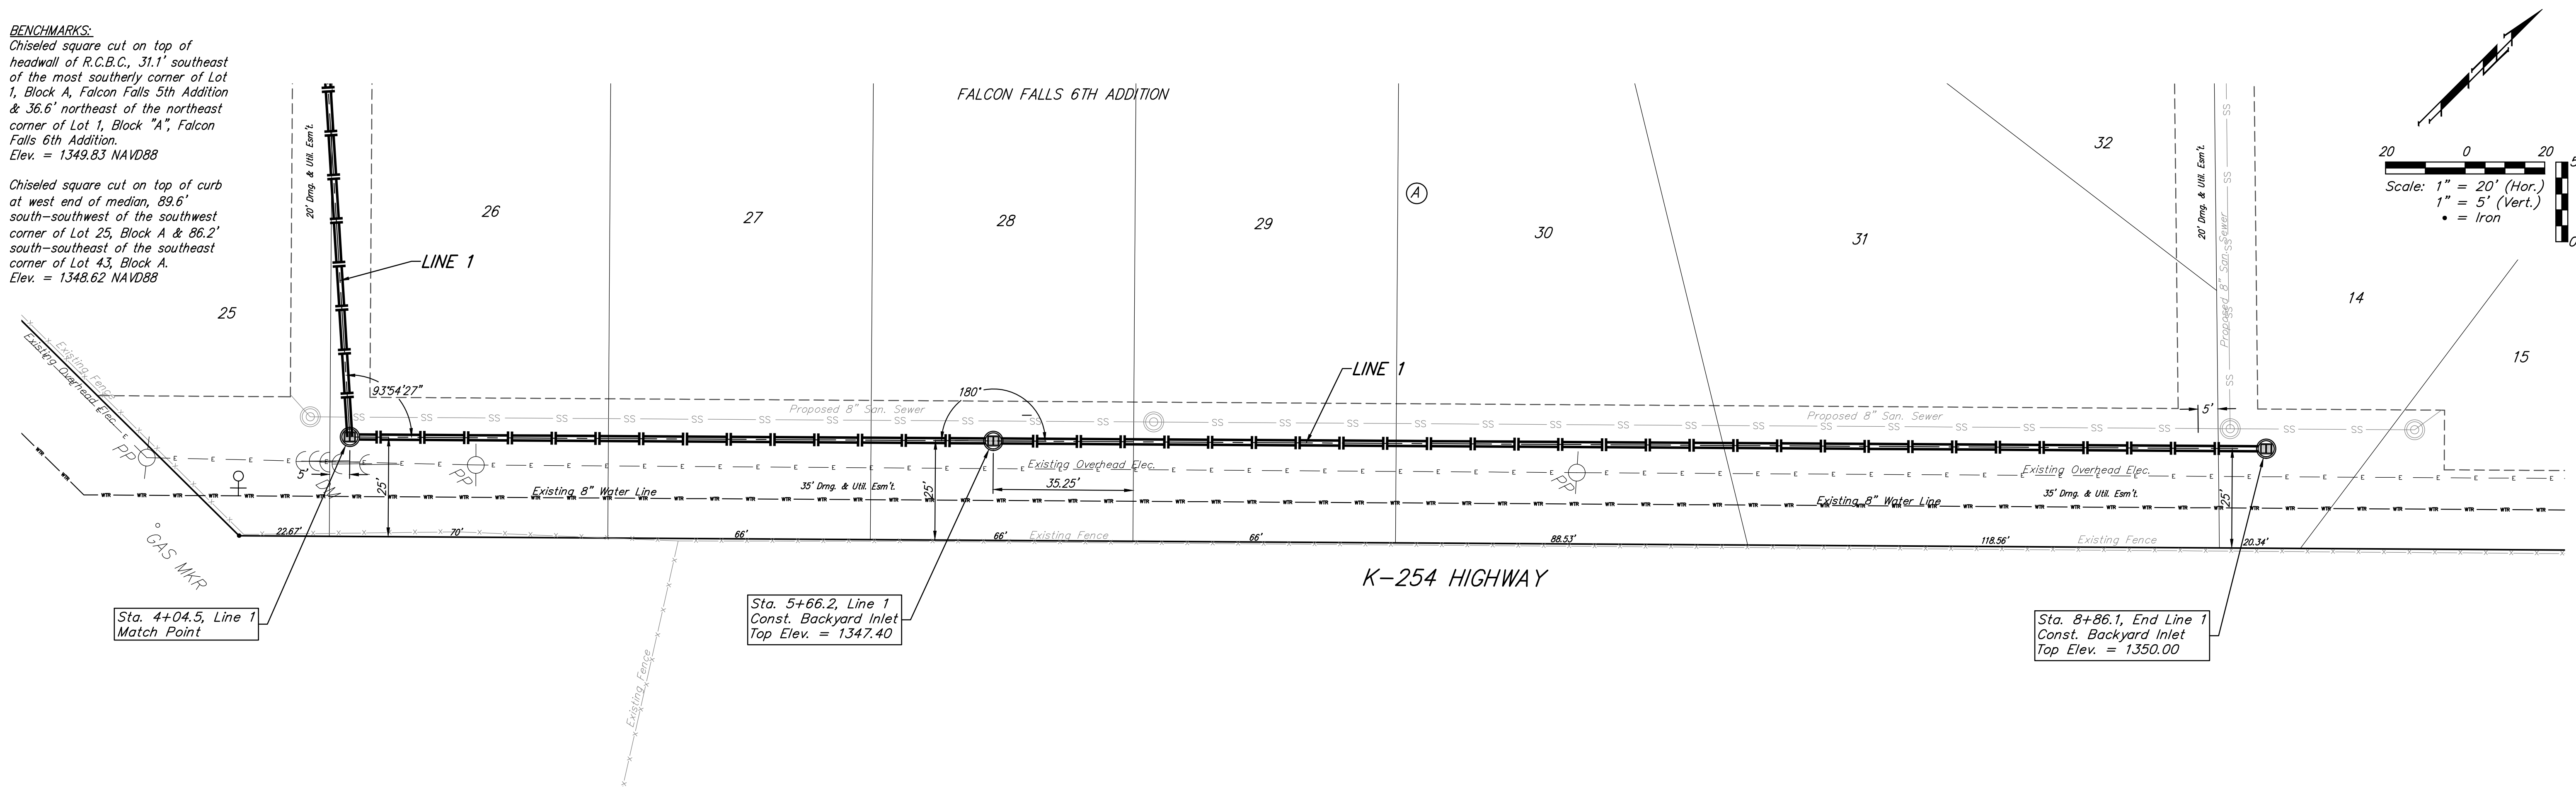 BENCHMARKS:
Chiseled square cut on top of
headwall of R.C.B.C., 31.1' southeast
of the most southerly corner of Lot
1, Block A, Falcon Falls 5th Addition
& 36.6' northeast of the northeast
corner of Lot 1, Block "A", Falcon
Falls 6th Addition.
Elev. = 1349.83 NAVD88
Chiseled square cut on top of curb
at west end of median, 89.6'
south-southwest of the southwest
corner of Lot 25, Block A & 86.2'
south-southeast of the southeast
corner of Lot 43, Block A.
Elev. = 1348.62 NAVD88
FALCON FALLS 6TH ADDITION
20 0 20
Scale: 1" = 20' (Hor.)
1" = 5' (Vert.)
• = Iron
5
0
20' Drng. & Util. Esm't.
20' Drng. & Util. Esm't.
Proposed 8" San. Sewer
Proposed 8" San. Sewer
25
26
27
28
29
A
30
31
32
14
15
LINE 1
LINE 1
93°54'27"
180°
5'
Existing Fence
Existing Overhead Elec.
Proposed 8" San. Sewer
Proposed 8" San. Sewer
PP
PP
PP
5'
25'
25'
25'
Existing Overhead Elec.
Existing Overhead Elec.
35.25'
Existing 8" Water Line
35' Drng. & Util. Esm't.
Existing 8" Water Line
35' Drng. & Util. Esm't.
GAS MKR
22.67'
70'
66'
66'
Existing Fence
66'
88.53'
118.56'
Existing Fence
20.34'
K-254 HIGHWAY
Existing Fence
Sta. 4+04.5, Line 1
Match Point
Sta. 5+66.2, Line 1
Const. Backyard Inlet
Top Elev. = 1347.40
Sta. 8+86.1, End Line 1
Const. Backyard Inlet
Top Elev. = 1350.00